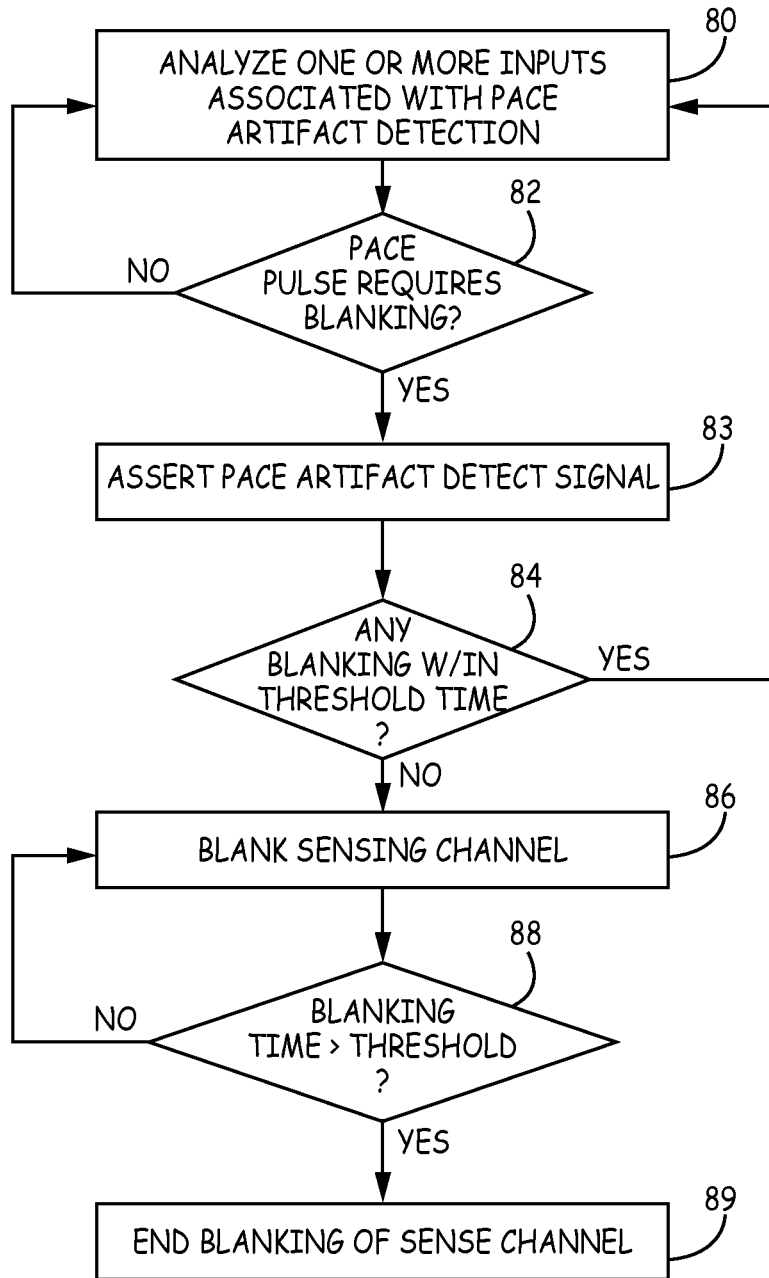 80
ANALYZE ONE OR MORE INPUTS
ASSOCIATED WITH PACE
ARTIFACT DETECTION
82
PACE
PULSE REQUIRES
BLANKING?
NO
YES
83
ASSERT PACE ARTIFACT DETECT SIGNAL
84
ANY
BLANKING W/IN
THRESHOLD TIME
?
YES
NO
86
BLANK SENSING CHANNEL
88
BLANKING
TIME > THRESHOLD
?
NO
YES
89
END BLANKING OF SENSE CHANNEL